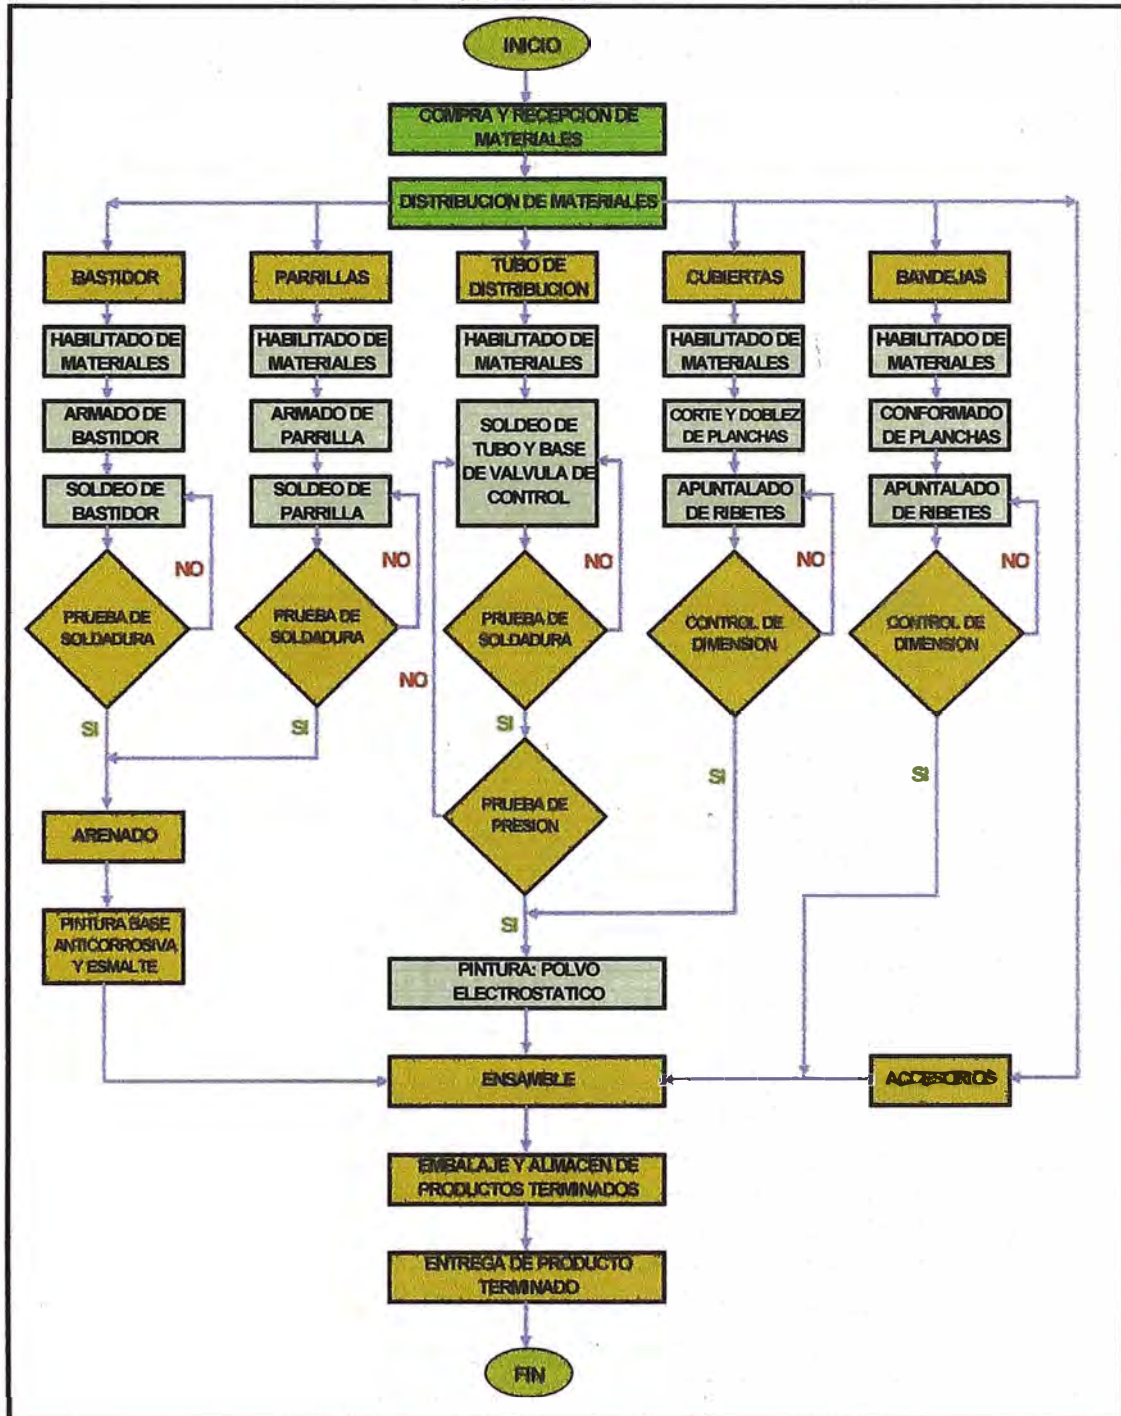 INICIO
COMPRA Y RECEPCION DE
MATERIALES
DISTRIBUCION DE MATERIALES
BASTIDOR
PARRILLAS
TUBO DE
DISTRIBUCION
CUBIERTAS
BANDEJAS
HABILITADO DE
MATERIALES
HABILITADO DE
MATERIALES
HABILITADO DE
MATERIALES
HABILITADO DE
MATERIALES
HABILITADO DE
MATERIALES
ARMADO DE
BASTIDOR
ARMADO DE
PARRILLA
SOLDEO DE
TUBO Y BASE
DE VALVULA DE
CONTROL
CORTE Y DOBLEZ
DE PLANCHAS
CONFORMADO
DE PLANCHAS
SOLDEO DE
BASTIDOR
SOLDEO DE
PARRILLA
APUNTALADO
DE RIBETES
APUNTALADO
DE RIBETES
NO
NO
NO
NO
NO
PRUEBA DE
SOLDADURA
PRUEBA DE
SOLDADURA
PRUEBA DE
SOLDADURA
CONTROL DE
DIMENSION
CONTROL DE
DIMENSION
NO
SI
SI
SI
SI
SI
PRUEBA DE
PRESION
ARENADO
SI
PINTURA BASE
ANTICORROSIVA
Y ESMALTE
PINTURA: POLVO
ELECTROSTATICO
ENSAMBLE
ACCESORIOS
EMBALAJE Y ALMACEN DE
PRODUCTOS TERMINADOS
ENTREGA DE PRODUCTO
TERMINADO
FIN